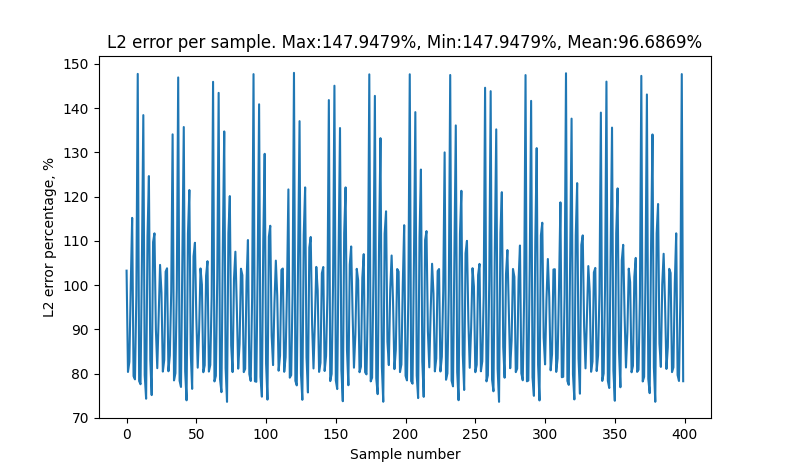 L2 error per sample. Max:147.9479%, Min:147.9479%, Mean:96.6869%
150
140
130
120
110
100
90
80
70
L2 error percentage, %
0 50 100 150 200 250 300 350 400
Sample number